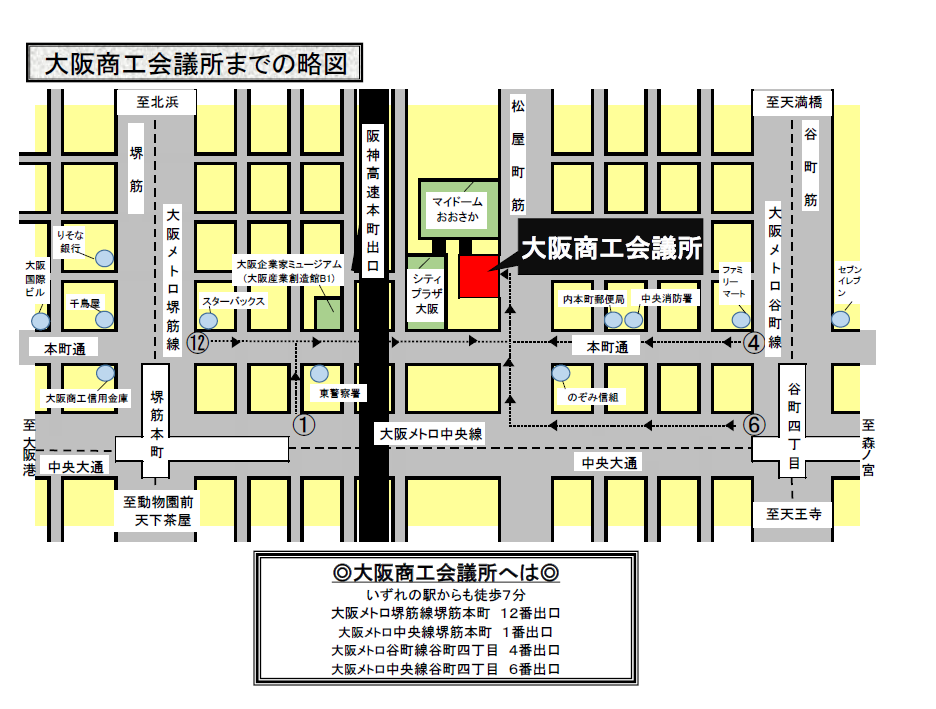 大阪商工会議所までの略図
至北浜
至天満橋
堺筋
阪神高速本町出口
松屋町筋
谷町筋
大阪メトロ堺筋線
マイドーム
おおさか
大阪メトロ谷町線
りそな
銀行
大阪商工会議所
大阪
国際
ビル
大阪企業家ミュージアム
(大阪産業創造館B1)
シティ
プラザ
大阪
ファミ
リー
マート
セブン
イレブ
ン
千鳥屋
スターバックス
内本町郵便局
中央消防署
本町通
⑫
本町通
④
大阪商工信用金庫
東警察署
のぞみ信組
堺筋本町
谷町四丁目
①
⑥
至大阪港
大阪メトロ中央線
至森ノ宮
中央大通
中央大通
至動物園前
天下茶屋
至天王寺
◎大阪商工会議所へは◎
いずれの駅からも徒歩7分
大阪メトロ堺筋線堺筋本町 12番出口
大阪メトロ中央線堺筋本町 1番出口
大阪メトロ谷町線谷町四丁目 4番出口
大阪メトロ中央線谷町四丁目 6番出口